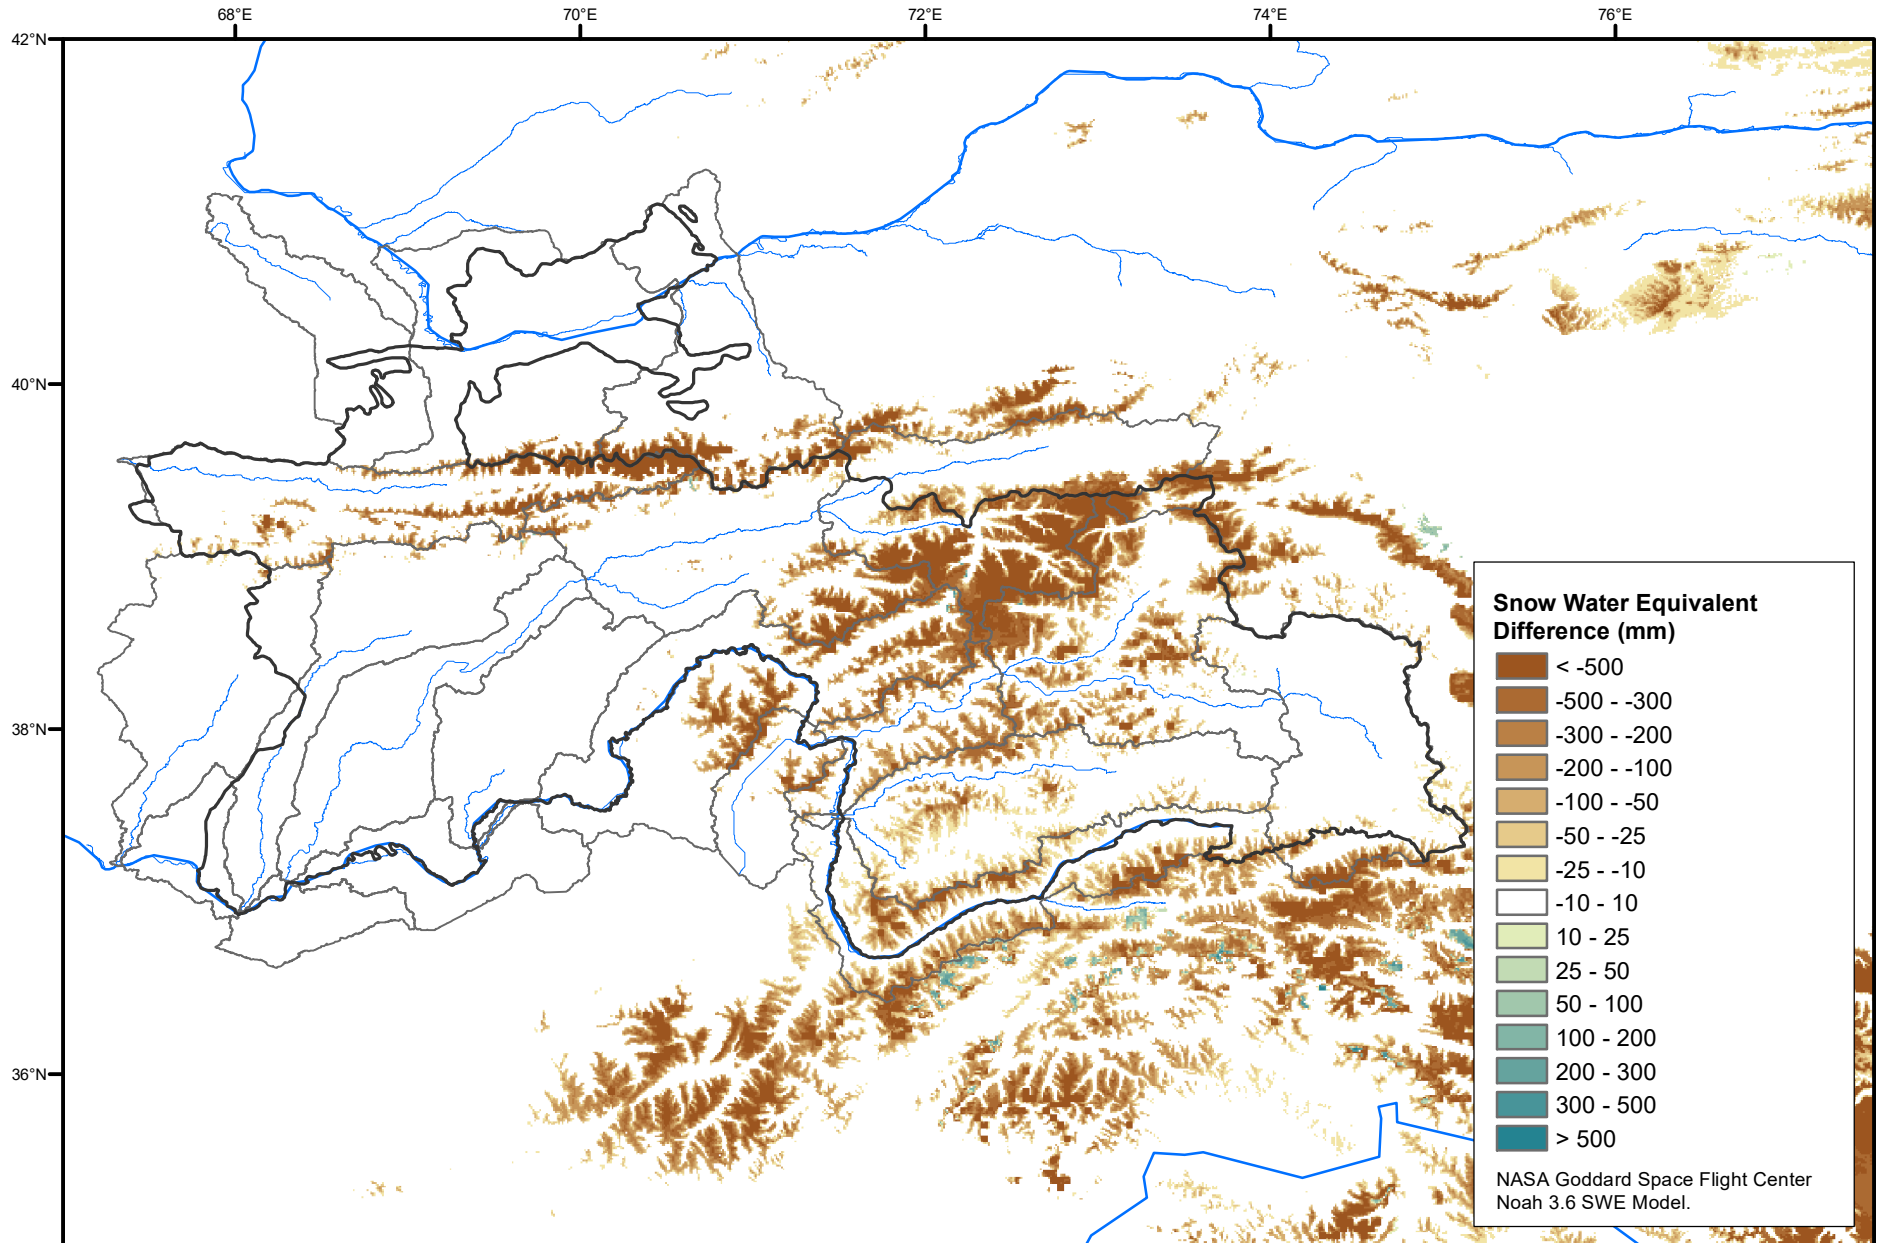 68°E 70°E 72°E 74°E 76°E
42°N
40°N
38°N
36°N
Snow Water Equivalent
Difference (mm)
< -500
-500 - -300
-300 - -200
-200 - -100
-100 - -50
-50 - -25
-25 - -10
-10 - 10
10 - 25
25 - 50
50 - 100
100 - 200
200 - 300
300 - 500
> 500
NASA Goddard Space Flight Center
Noah 3.6 SWE Model.